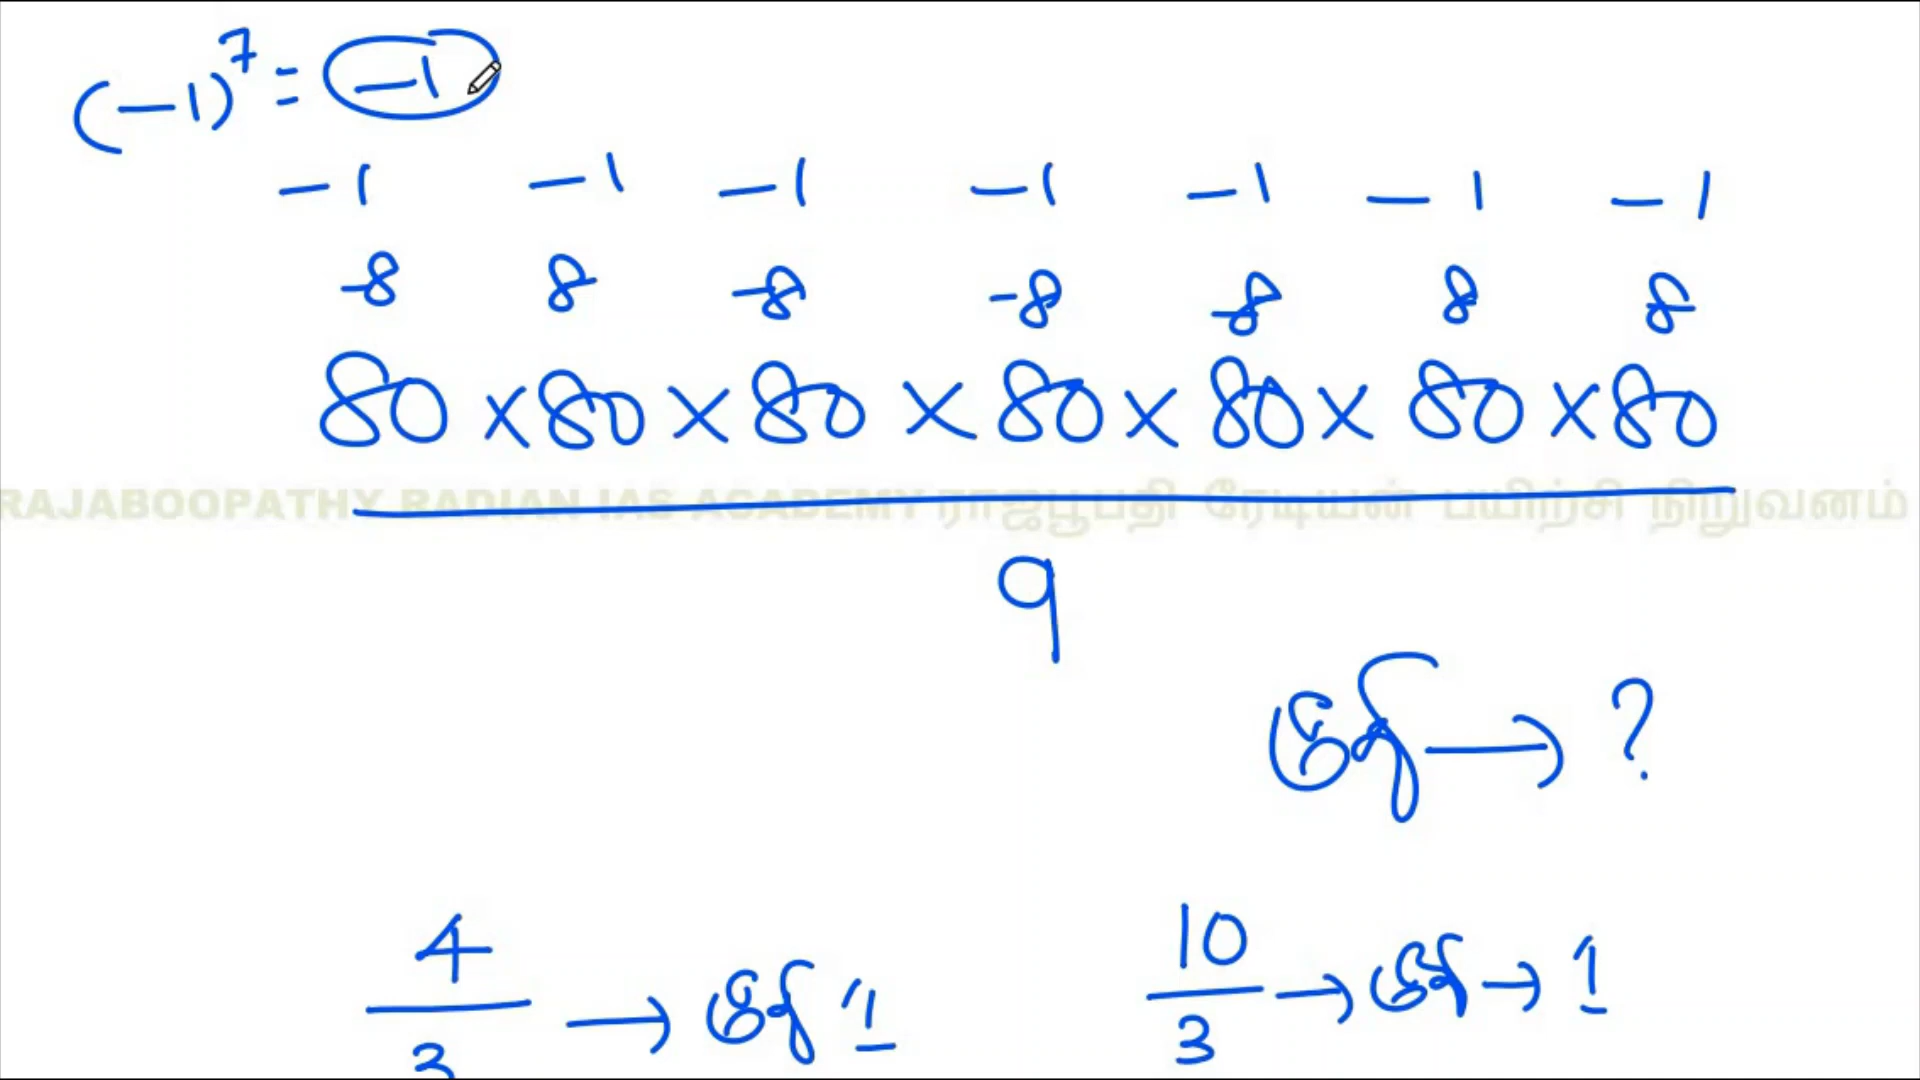 (-1)⁷ = -1
-1 -1 -1 -1 -1 -1 -1
-8 8 -8 -8 -8 8 8
80 × 80 × 80 × 80 × 80 × 80 × 80
RAJABOOPATHY RADIAN IAS ACADEMY ராஜபூபதி ரேடியன் பயிற்சி நிறுவனம்
9
மீதி → ?
4 → மீதி 1
10 → மீதி → 1
3
3